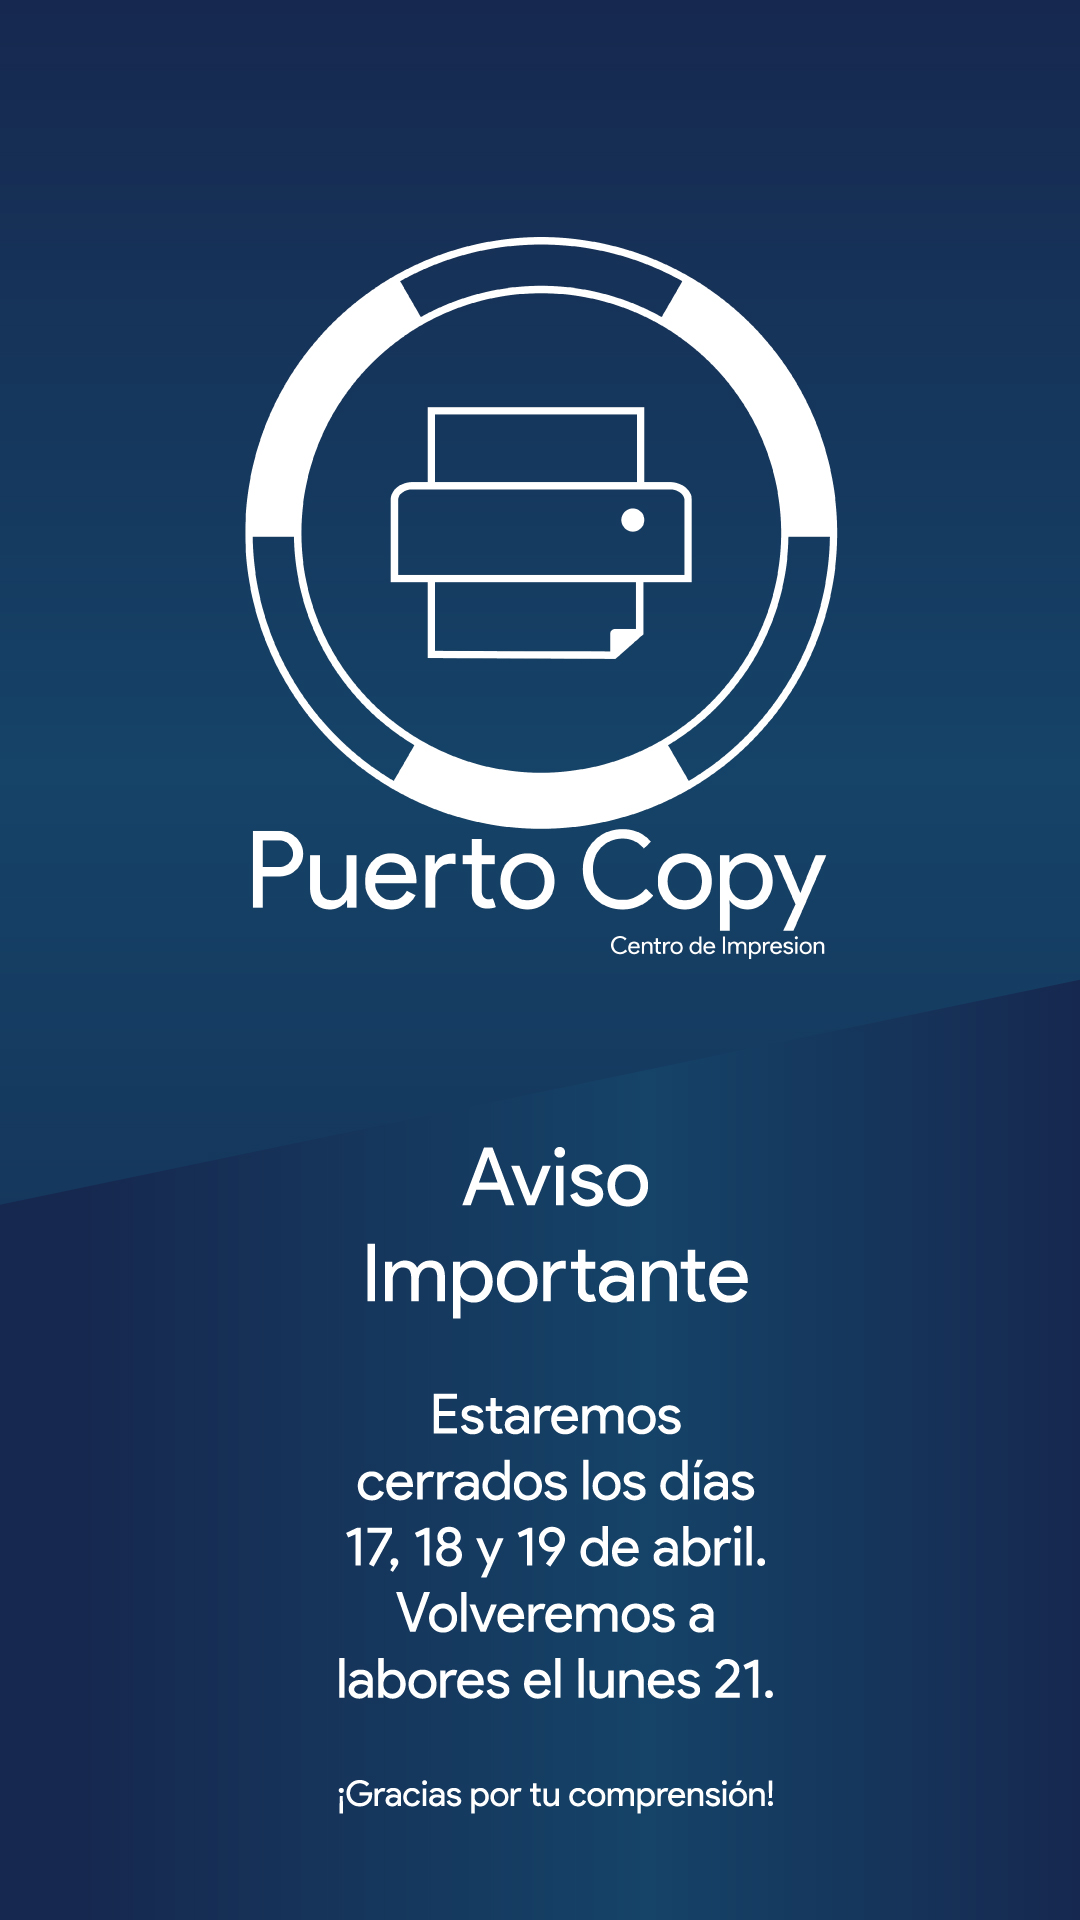 Puerto Copy
Centro de Impresion
Aviso
Importante
Estaremos
cerrados los días
17, 18 y 19 de abril.
Volveremos a
labores el lunes 21.
¡Gracias por tu comprensión!